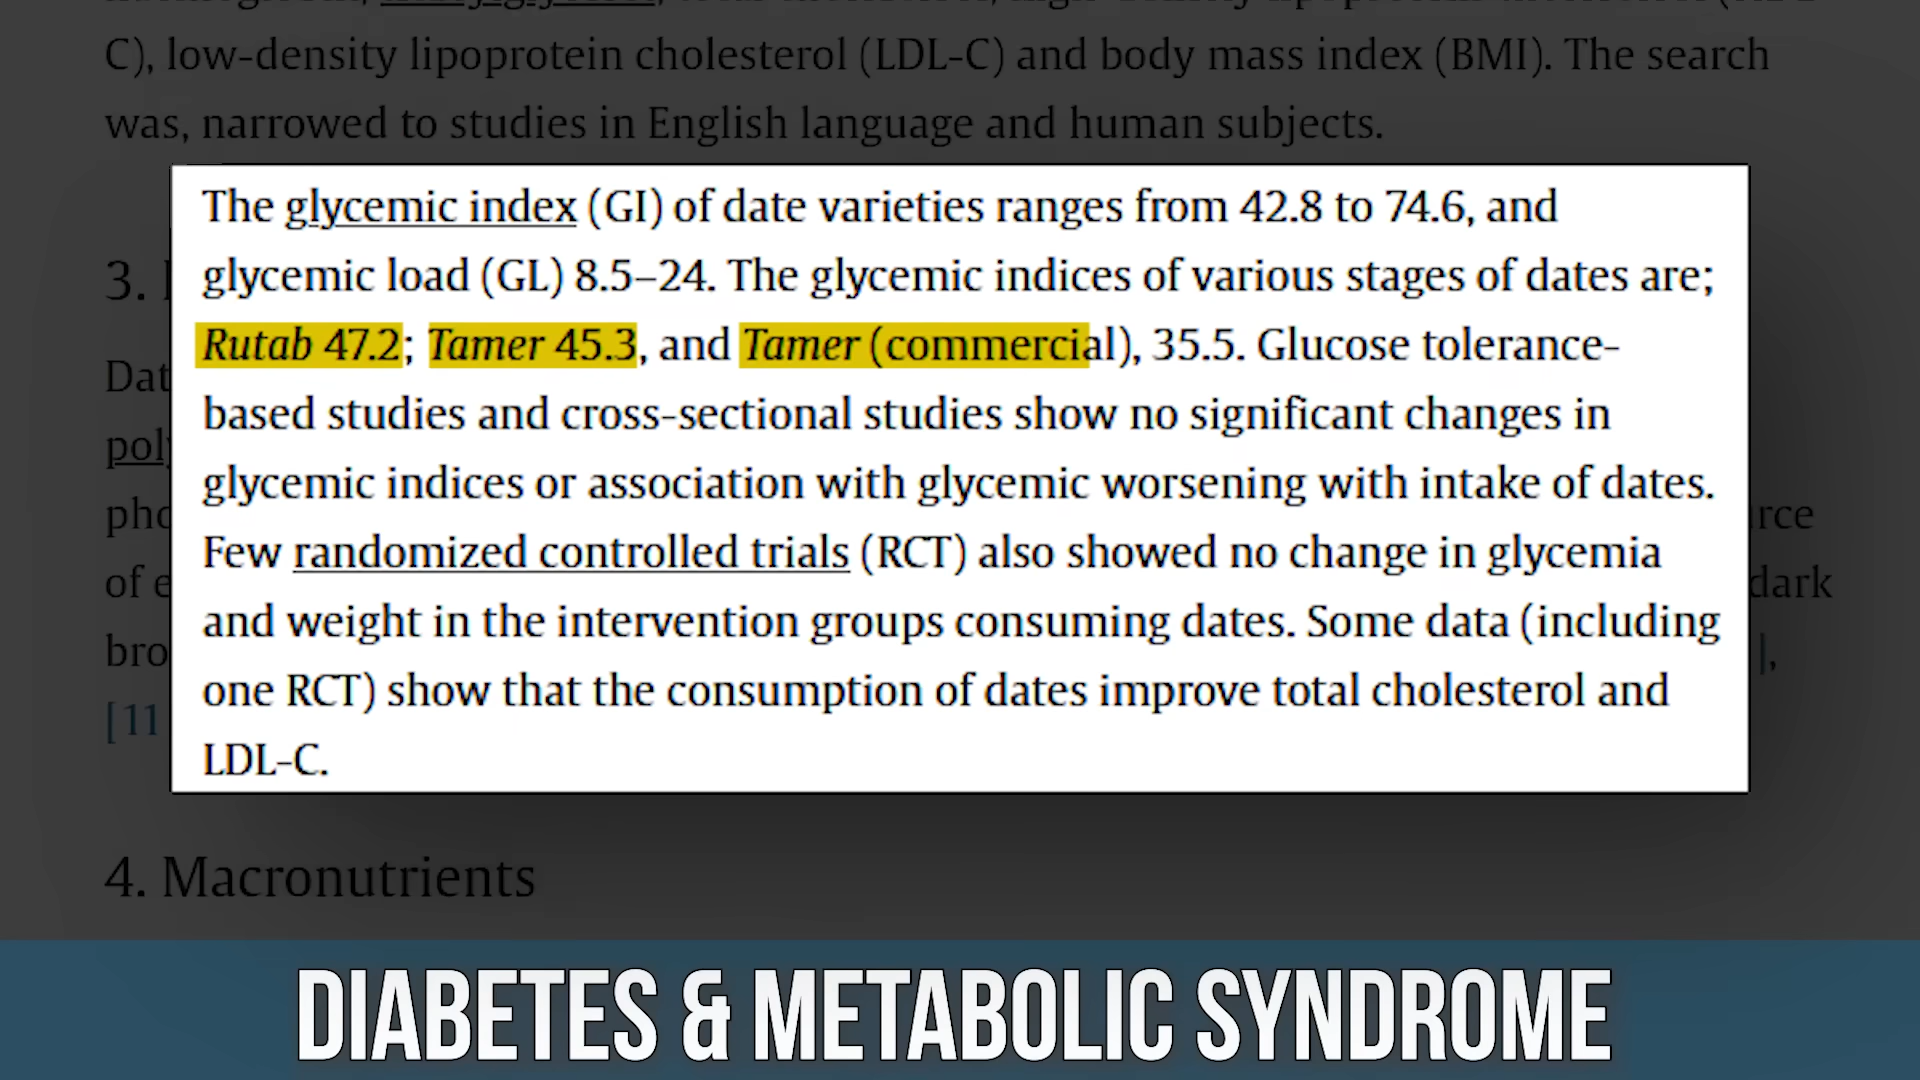 C), low-density lipoprotein cholesterol (LDL-C) and body mass index (BMI). The search
was, narrowed to studies in English language and human subjects.
The glycemic index (GI) of date varieties ranges from 42.8 to 74.6, and
glycemic load (GL) 8.5–24. The glycemic indices of various stages of dates are;
Rutab 47.2; Tamer 45.3, and Tamer (commercial), 35.5. Glucose tolerance-
based studies and cross-sectional studies show no significant changes in
glycemic indices or association with glycemic worsening with intake of dates.
Few randomized controlled trials (RCT) also showed no change in glycemia
and weight in the intervention groups consuming dates. Some data (including
one RCT) show that the consumption of dates improve total cholesterol and
LDL-C.
3.
of
dark
[11
4. Macronutrients
DIABETES & METABOLIC SYNDROME